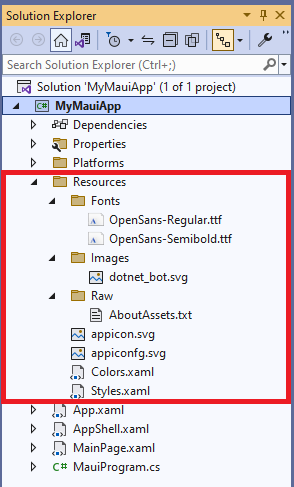 Solution Explorer
Search Solution Explorer (Ctrl+;)
Solution 'MyMauiApp' (1 of 1 project)
C# MyMauiApp
Dependencies
Properties
Platforms
Resources
Fonts
OpenSans-Regular.ttf
OpenSans-Semibold.ttf
Images
dotnet_bot.svg
Raw
AboutAssets.txt
appicon.svg
appiconfg.svg
Colors.xaml
Styles.xaml
App.xaml
AppShell.xaml
MainPage.xaml
C# MauiProgram.cs